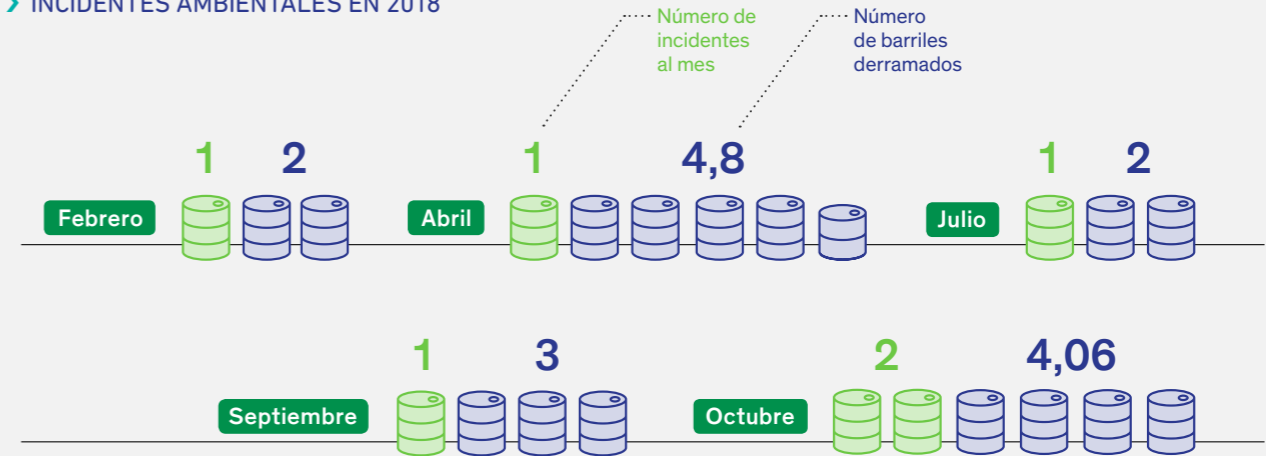 INCIDENTES AMBIENTALES EN 2018
Número de
incidentes
al mes
Número
de barriles
derramados
Febrero
1
2
Abril
1
4,8
Julio
1
2
Septiembre
1
3
Octubre
2
4,06